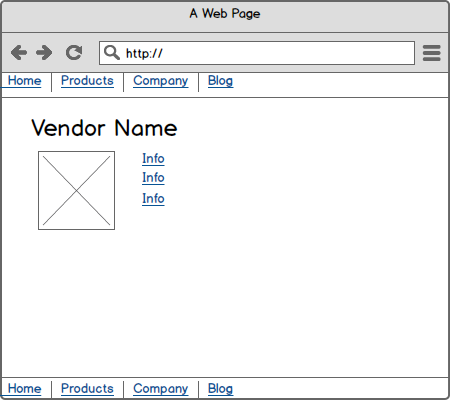 A Web Page
http://
Home Products Company Blog
Vendor Name
Info
Info
Info
Home Products Company Blog